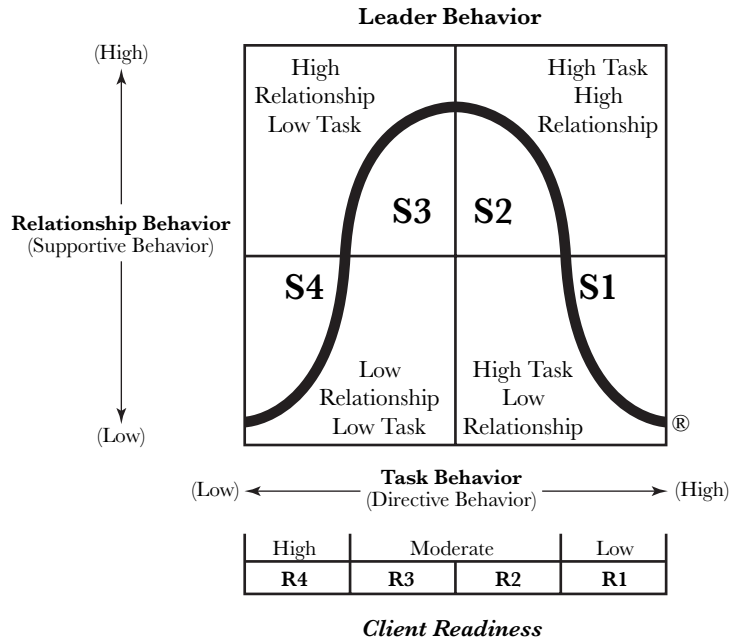 Leader Behavior
(High)
High
Relationship
Low Task
High Task
High
Relationship
S3
S2
Relationship Behavior
(Supportive Behavior)
S4
S1
Low
Relationship
Low Task
High Task
Low
Relationship
®
(Low)
Task Behavior
(Low)
(High)
(Directive Behavior)
High
Moderate
Low
R4
R3
R2
R1
Client Readiness